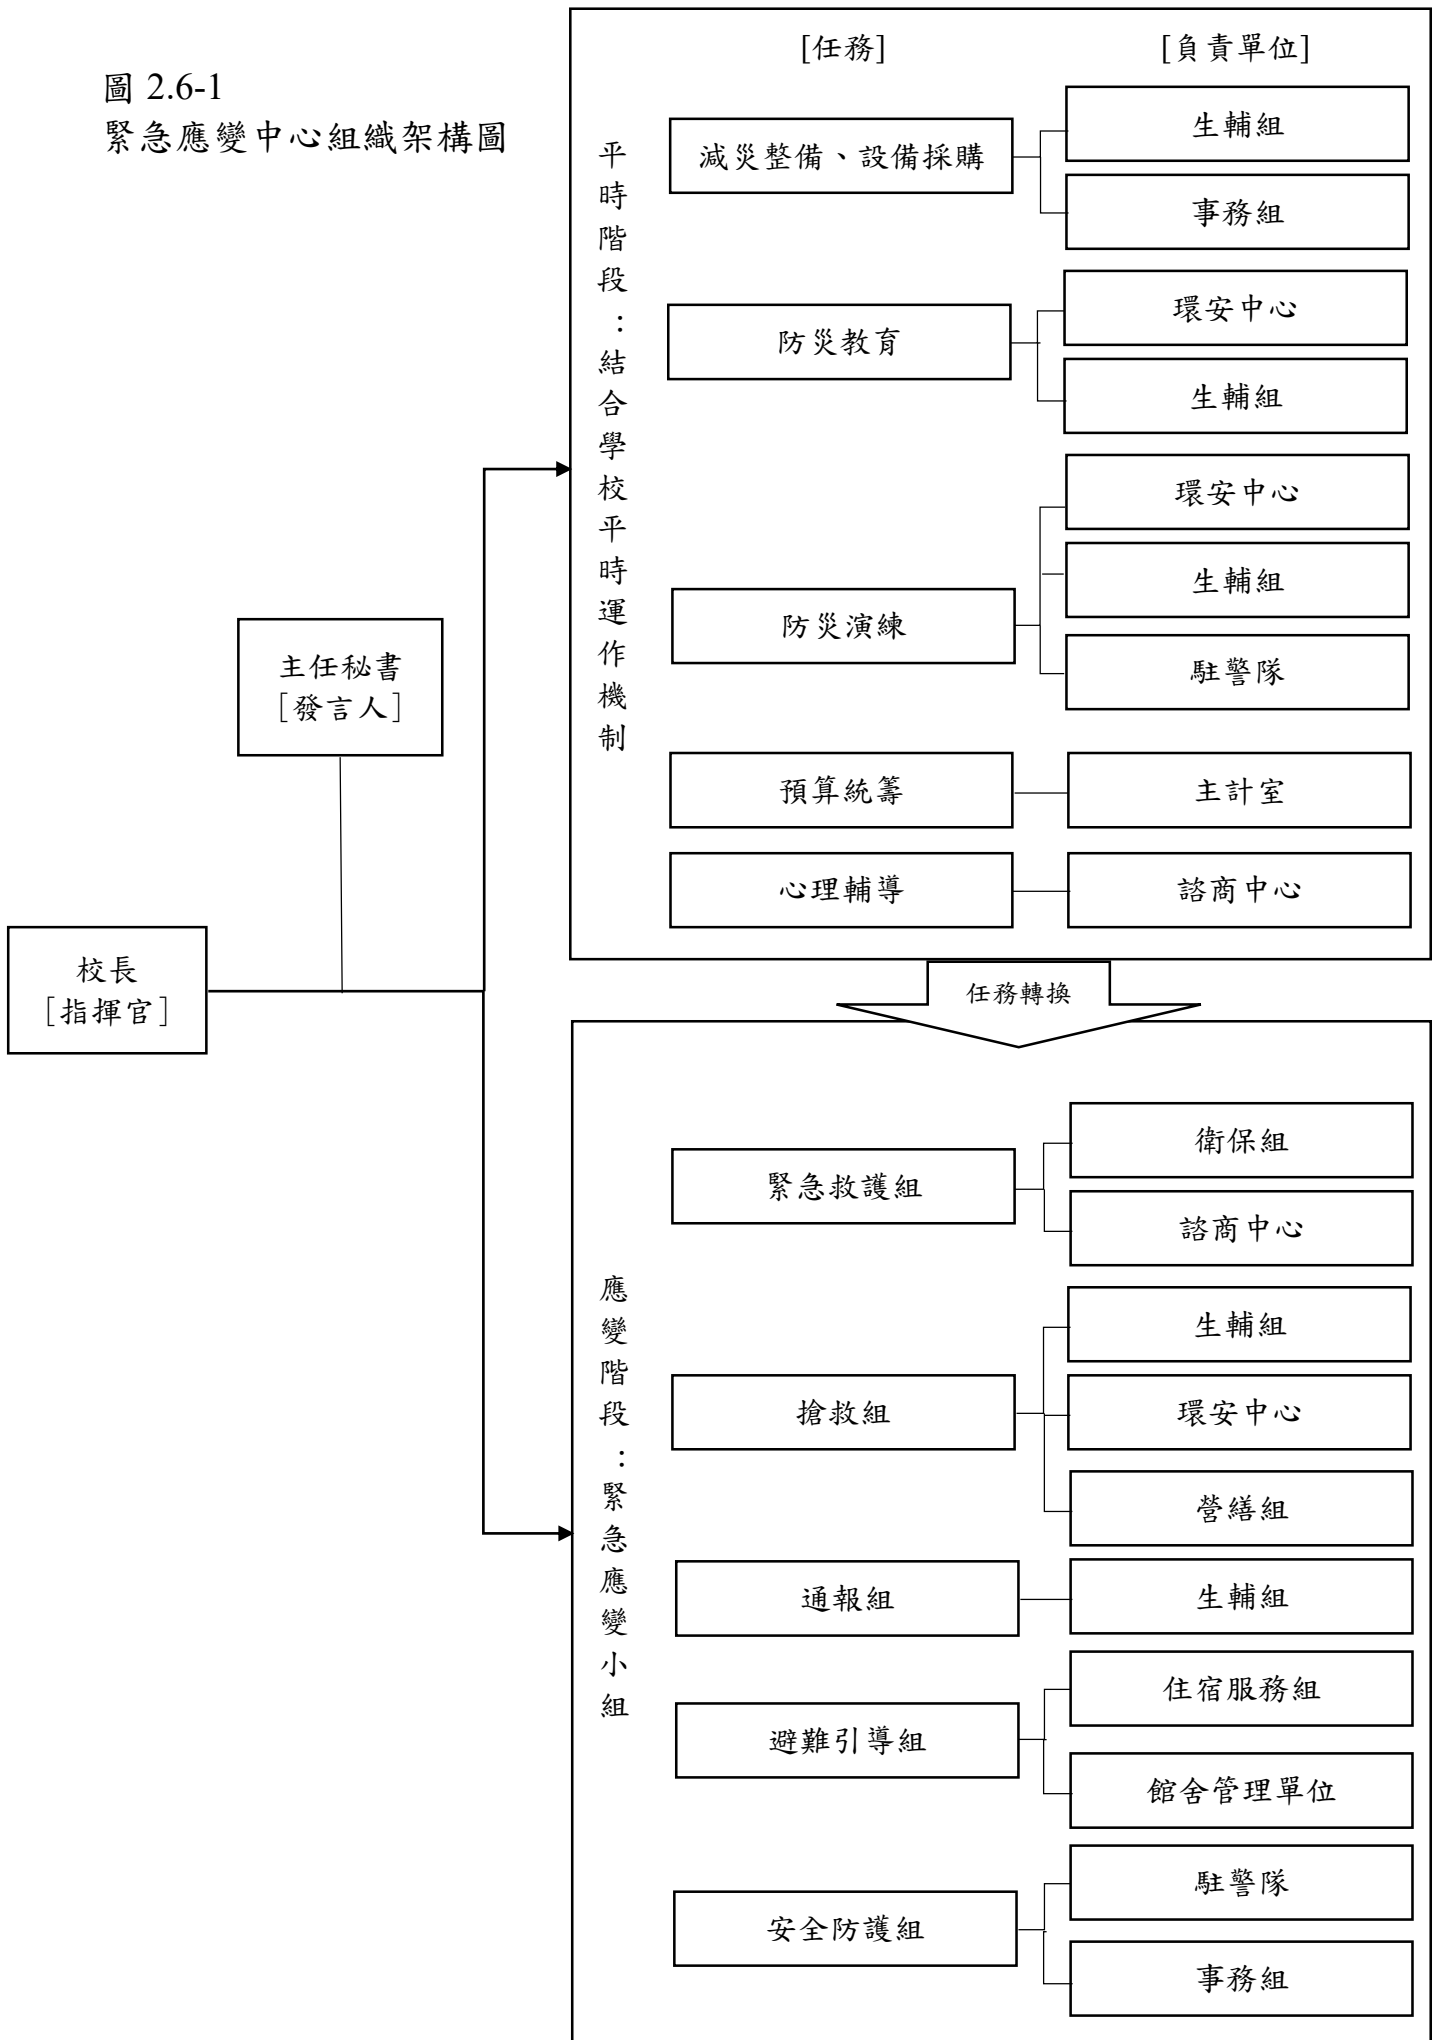 圖 2.6-1
緊急應變中心組織架構圖
[任務]
[負責單位]
平時階段：結合學校平時運作機制
減災整備、設備採購
生輔組
事務組
防災教育
環安中心
生輔組
防災演練
環安中心
生輔組
駐警隊
預算統籌
主計室
心理輔導
諮商中心
主任秘書
[發言人]
校長
[指揮官]
任務轉換
應變階段：緊急應變小組
緊急救護組
衛保組
諮商中心
搶救組
生輔組
環安中心
營繕組
通報組
生輔組
避難引導組
住宿服務組
館舍管理單位
安全防護組
駐警隊
事務組